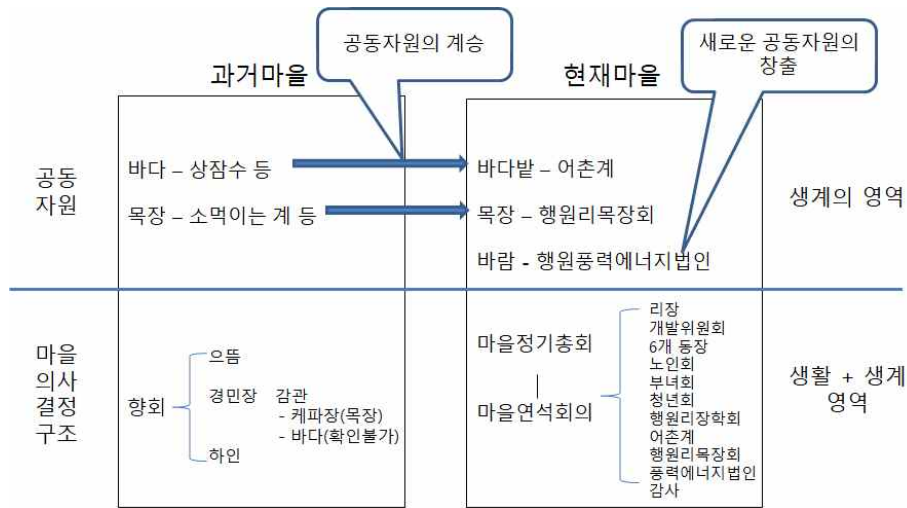 공동자원의 계승
새로운 공동자원의
창출
과거마을
현재마을
공동
자원
바다 – 상잠수 등
목장 – 소먹이는 계 등
바다밭 – 어촌계
목장 – 행원리목장회
바람 - 행원풍력에너지법인
생계의 영역
마을
의사
결정
구조
향회
으뜸
경민장 감관
- 케파장(목장)
- 바다(확인불가)
하인
마을정기총회
마을연석회의
리장
개발위원회
6개 동장
노인회
부녀회
청년회
행원리장학회
어촌계
행원리목장회
풍력에너지법인
감사
생활 + 생계
영역